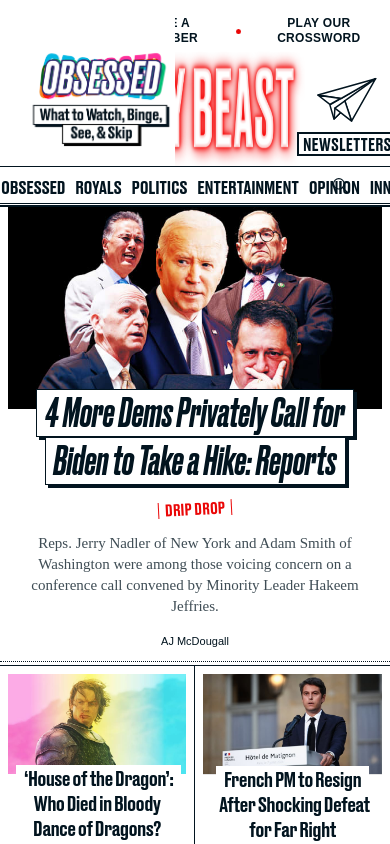 E A
BER
PLAY OUR
CROSSWORD
OBSESSED
What to Watch, Binge,
See, & Skip
Y BEAST
NEWSLETTERS
OBSESSED ROYALS POLITICS ENTERTAINMENT OPINION INN
4 More Dems Privately Call for
Biden to Take a Hike: Reports
DRIP DROP
Reps. Jerry Nadler of New York and Adam Smith of
Washington were among those voicing concern on a
conference call convened by Minority Leader Hakeem
Jeffries.
AJ McDougall
‘House of the Dragon’:
Who Died in Bloody
Dance of Dragons?
Hôtel de Matignon
French PM to Resign
After Shocking Defeat
for Far Right